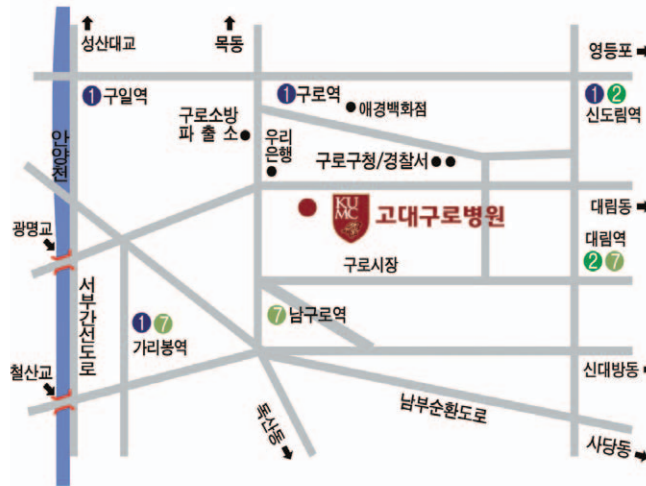 성산대교
목동
영등포
1 구일역
1 구로역
애경백화점
1 2
신도림역
구로소방
파 출 소
우리
은행
구로구청/경찰서
안양천
KU
MC
고대구로병원
대림동
광명교
대림역
2 7
구로시장
서부간선도로
1 7
가리봉역
7 남구로역
철산교
신대방동
남부순환도로
독산동
사당동